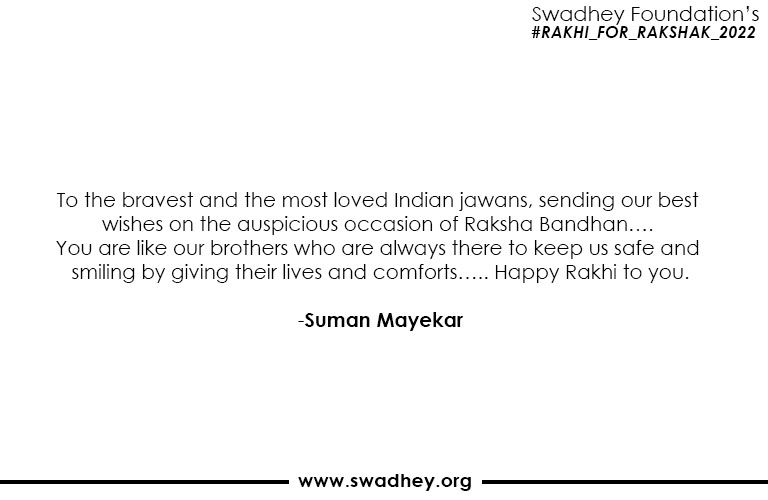 Swadhey Foundation’s
#RAKHI_FOR_RAKSHAK_2022
To the bravest and the most loved Indian jawans, sending our best
wishes on the auspicious occasion of Raksha Bandhan….
You are like our brothers who are always there to keep us safe and
smiling by giving their lives and comforts….. Happy Rakhi to you.
-Suman Mayekar
www.swadhey.org